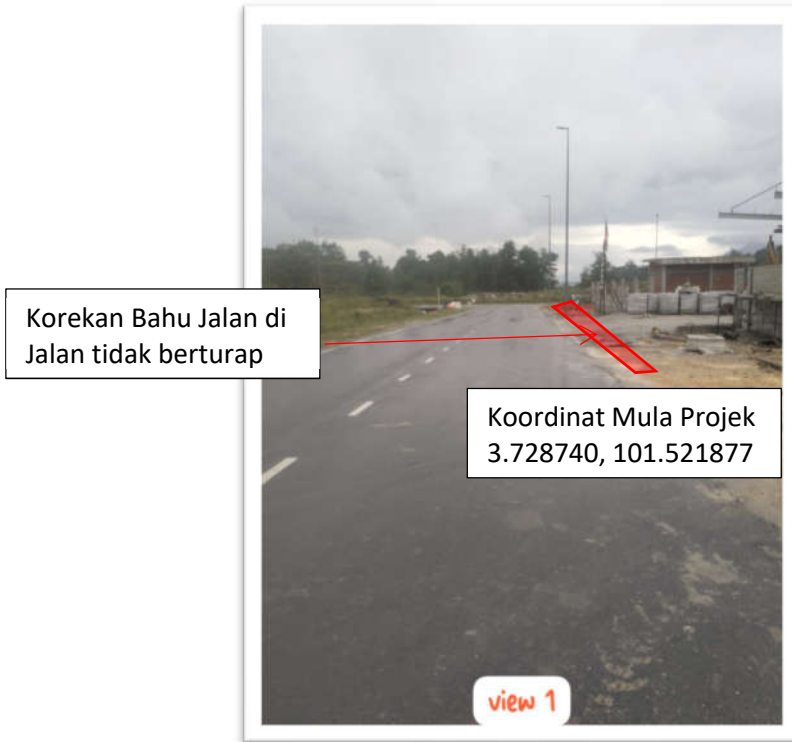 Korekan Bahu Jalan di
Jalan tidak berturap
Koordinat Mula Projek
3.728740, 101.521877
view 1